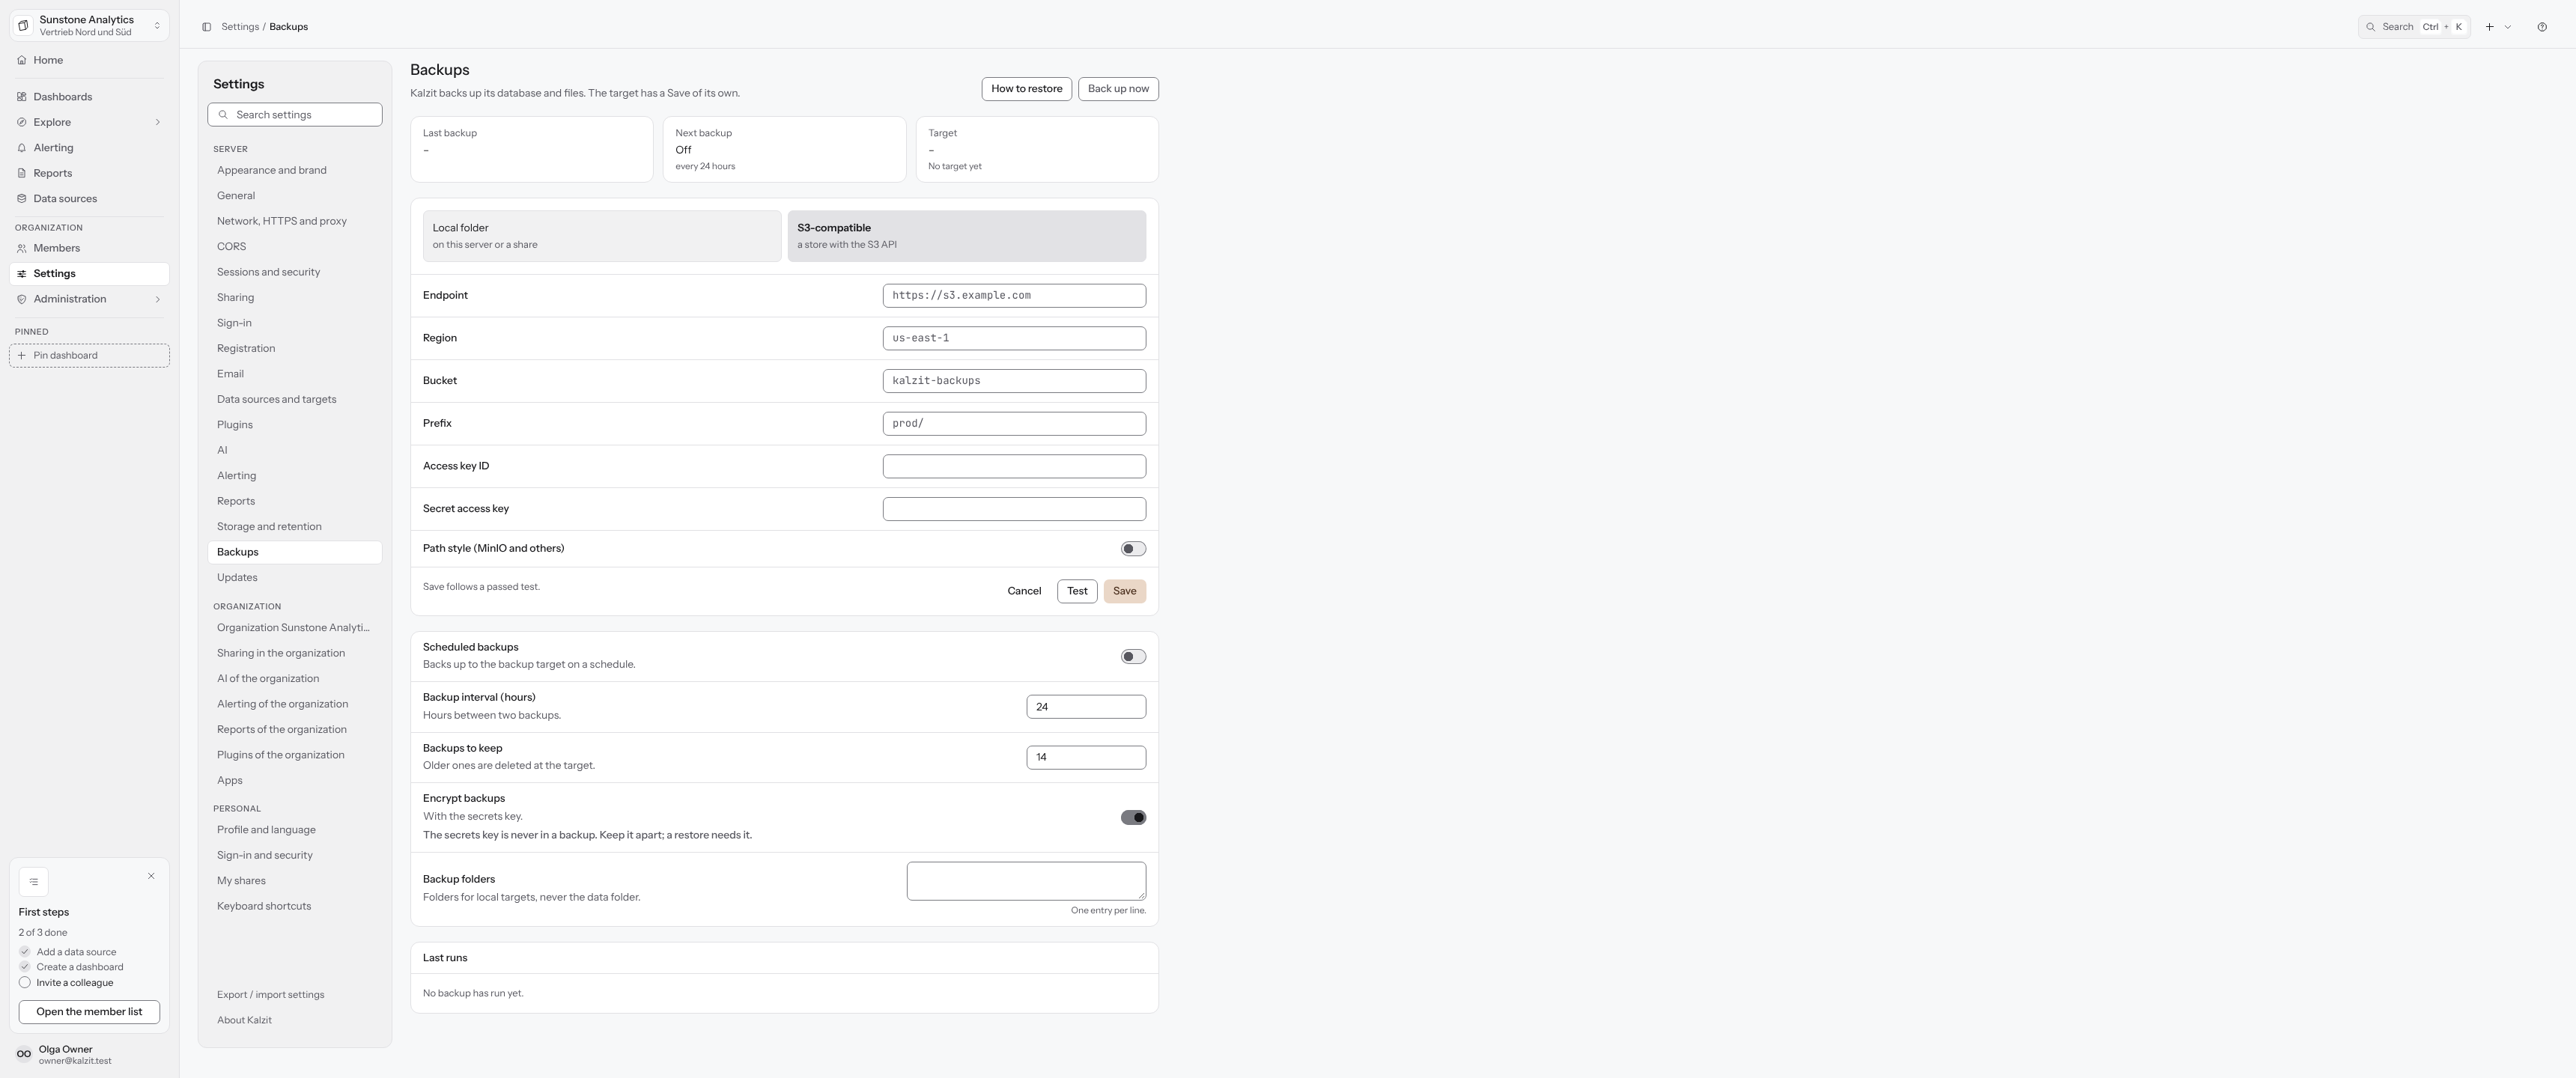 Sunstone Analytics
Vertrieb Nord und Süd
Home
Dashboards
Explore
Alerting
Reports
Data sources
ORGANIZATION
Members
Settings
Administration
PINNED
Pin dashboard
First steps
2 of 3 done
Add a data source
Create a dashboard
Invite a colleague
Open the member list
OO
Olga Owner
owner@kalzit.test
Settings / Backups
Search Ctrl + K
Settings
Search settings
SERVER
Appearance and brand
General
Network, HTTPS and proxy
CORS
Sessions and security
Sharing
Sign-in
Registration
Email
Data sources and targets
Plugins
AI
Alerting
Reports
Storage and retention
Backups
Updates
ORGANIZATION
Organization Sunstone Analyti...
Sharing in the organization
AI of the organization
Alerting of the organization
Reports of the organization
Plugins of the organization
Apps
PERSONAL
Profile and language
Sign-in and security
My shares
Keyboard shortcuts
Export / import settings
About Kalzit
Backups
Kalzit backs up its database and files. The target has a Save of its own.
How to restore
Back up now
Last backup
–
Next backup
Off
every 24 hours
Target
–
No target yet
Local folder
on this server or a share
S3-compatible
a store with the S3 API
Endpoint
https://s3.example.com
Region
us-east-1
Bucket
kalzit-backups
Prefix
prod/
Access key ID
Secret access key
Path style (MinIO and others)
Save follows a passed test.
Cancel
Test
Save
Scheduled backups
Backs up to the backup target on a schedule.
Backup interval (hours)
Hours between two backups.
24
Backups to keep
Older ones are deleted at the target.
14
Encrypt backups
With the secrets key.
The secrets key is never in a backup. Keep it apart; a restore needs it.
Backup folders
Folders for local targets, never the data folder.
One entry per line.
Last runs
No backup has run yet.